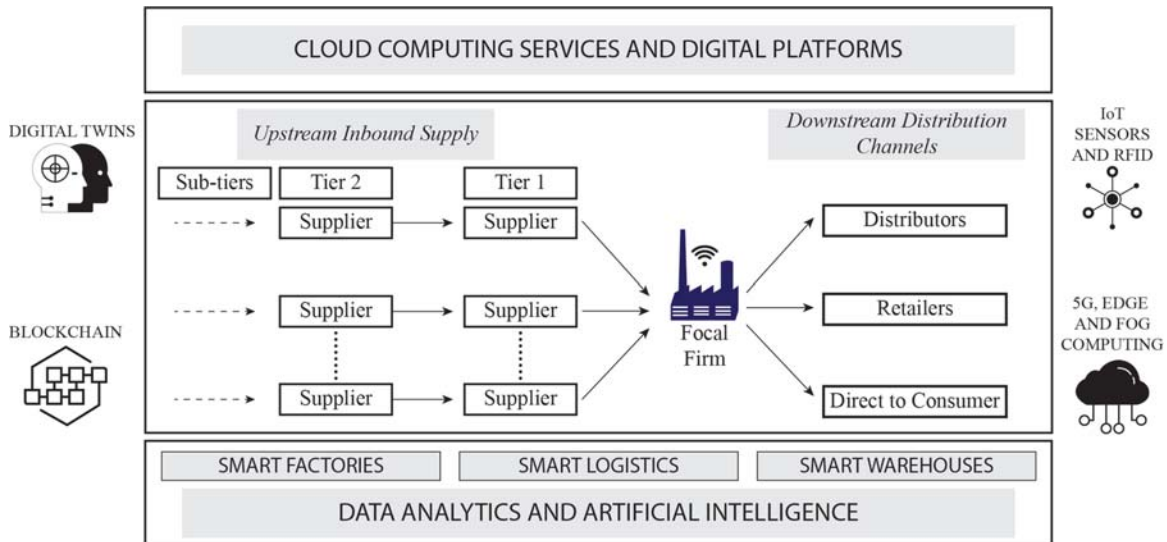 CLOUD COMPUTING SERVICES AND DIGITAL PLATFORMS
DIGITAL TWINS
BLOCKCHAIN
Upstream Inbound Supply
Downstream Distribution
Channels
Sub-tiers
Tier 2
Tier 1
Supplier
Supplier
Supplier
Supplier
Supplier
Supplier
Focal
Firm
Distributors
Retailers
Direct to Consumer
IoT
SENSORS
AND RFID
5G, EDGE
AND FOG
COMPUTING
SMART FACTORIES
SMART LOGISTICS
SMART WAREHOUSES
DATA ANALYTICS AND ARTIFICIAL INTELLIGENCE